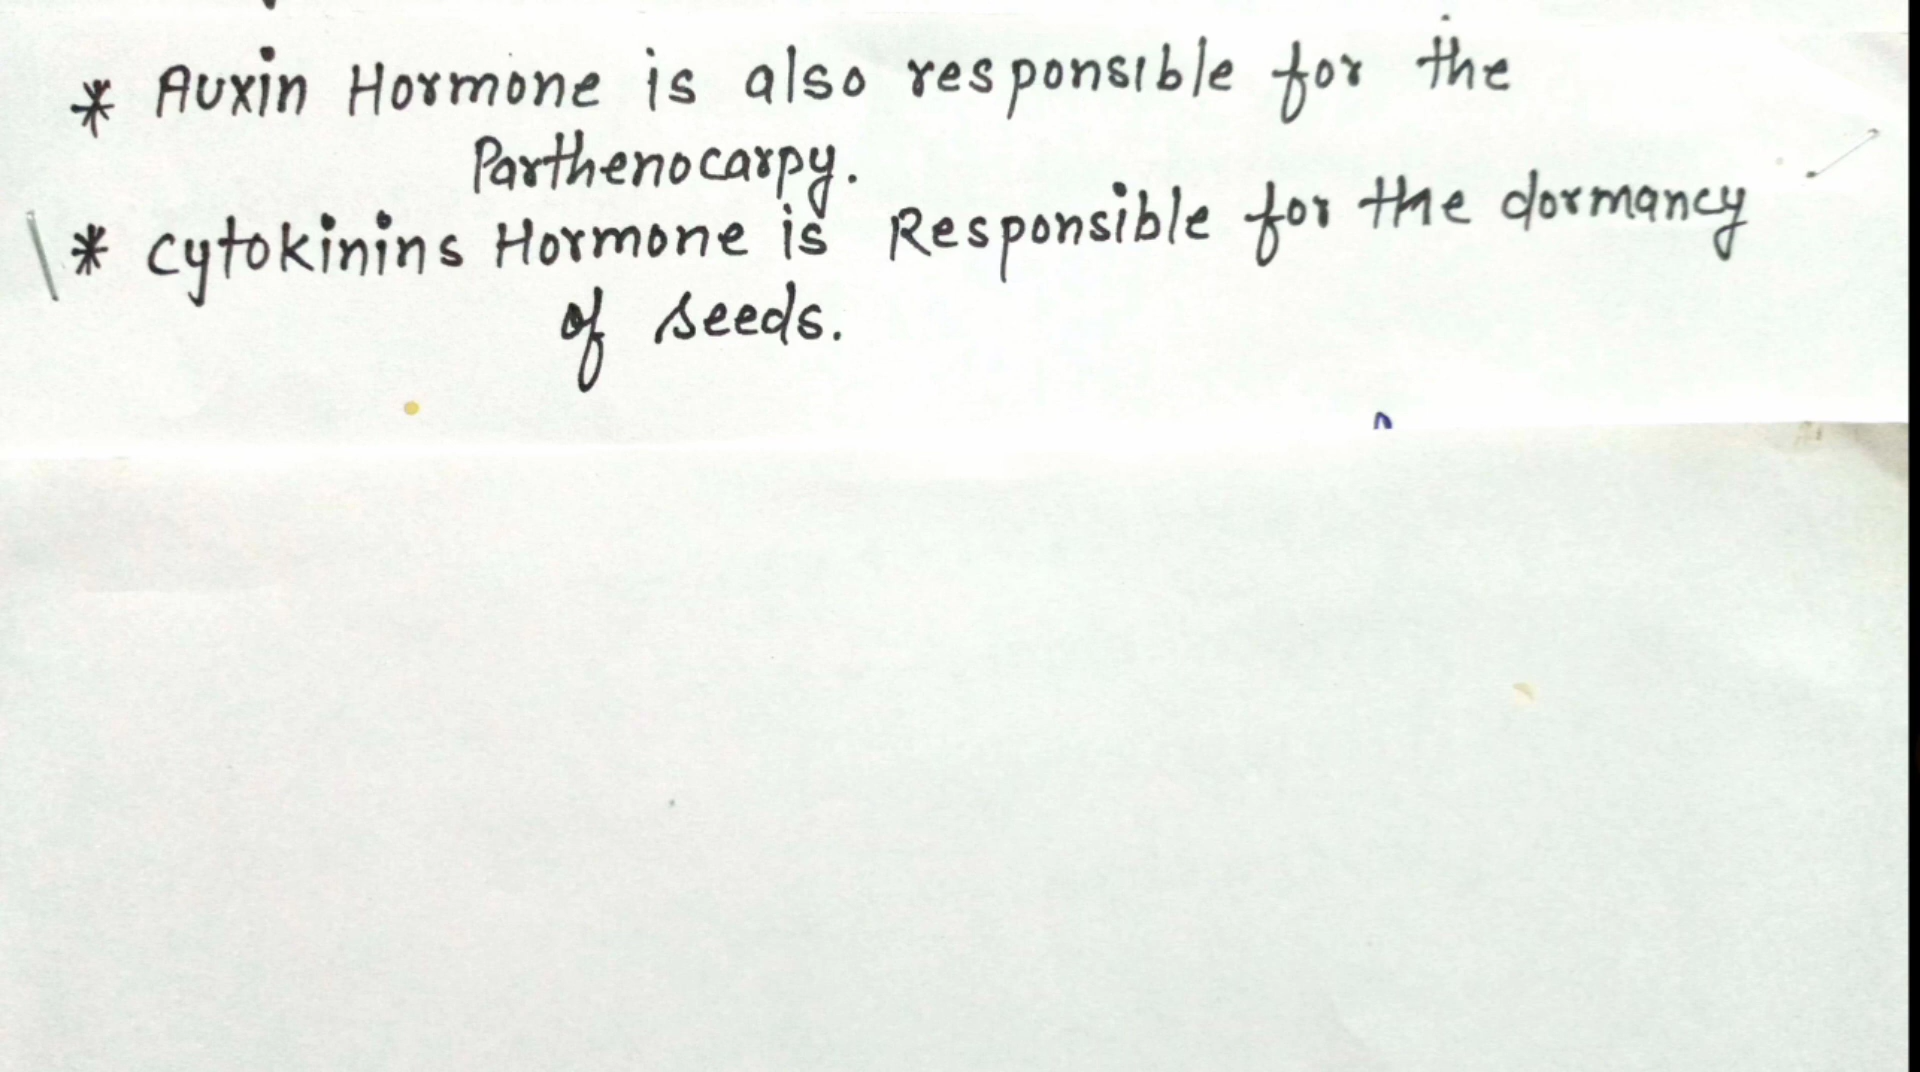 * Auxin Hormone is also responsible for the
Parthenocarpy.
* Cytokinins Hormone is Responsible for the dormancy
of seeds.